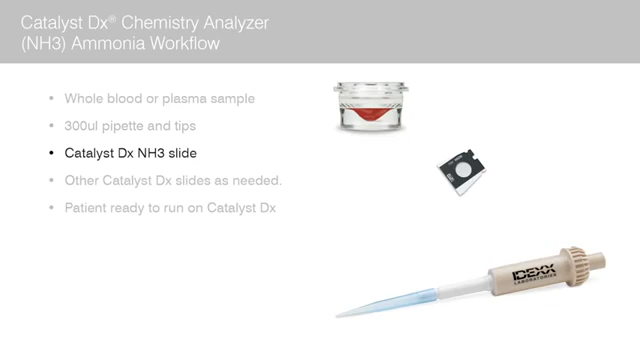 Catalyst Dx® Chemistry Analyzer
(NH3) Ammonia Workflow
• Whole blood or plasma sample
• 300ul pipette and tips
• Catalyst Dx NH3 slide
• Other Catalyst Dx slides as needed.
• Patient ready to run on Catalyst Dx
IDEXX
LABORATORIES